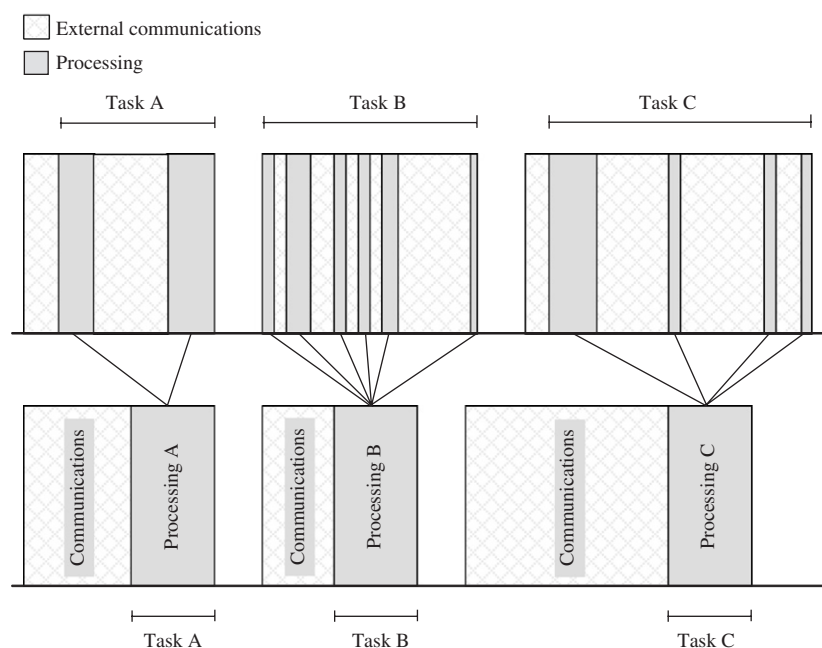 External communications
Processing
Task A
Task B
Task C
Communications
Processing A
Communications
Processing B
Communications
Processing C
Task A
Task B
Task C